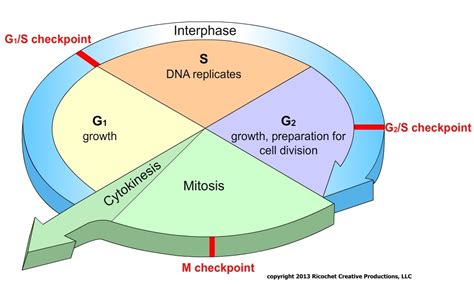 Interphase
G1/S checkpoint
S
DNA replicates
G1
growth
G2
growth, preparation for
cell division
G2/S checkpoint
Cytokinesis
Mitosis
M checkpoint
copyright 2013 Ricochet Creative Productions, LLC